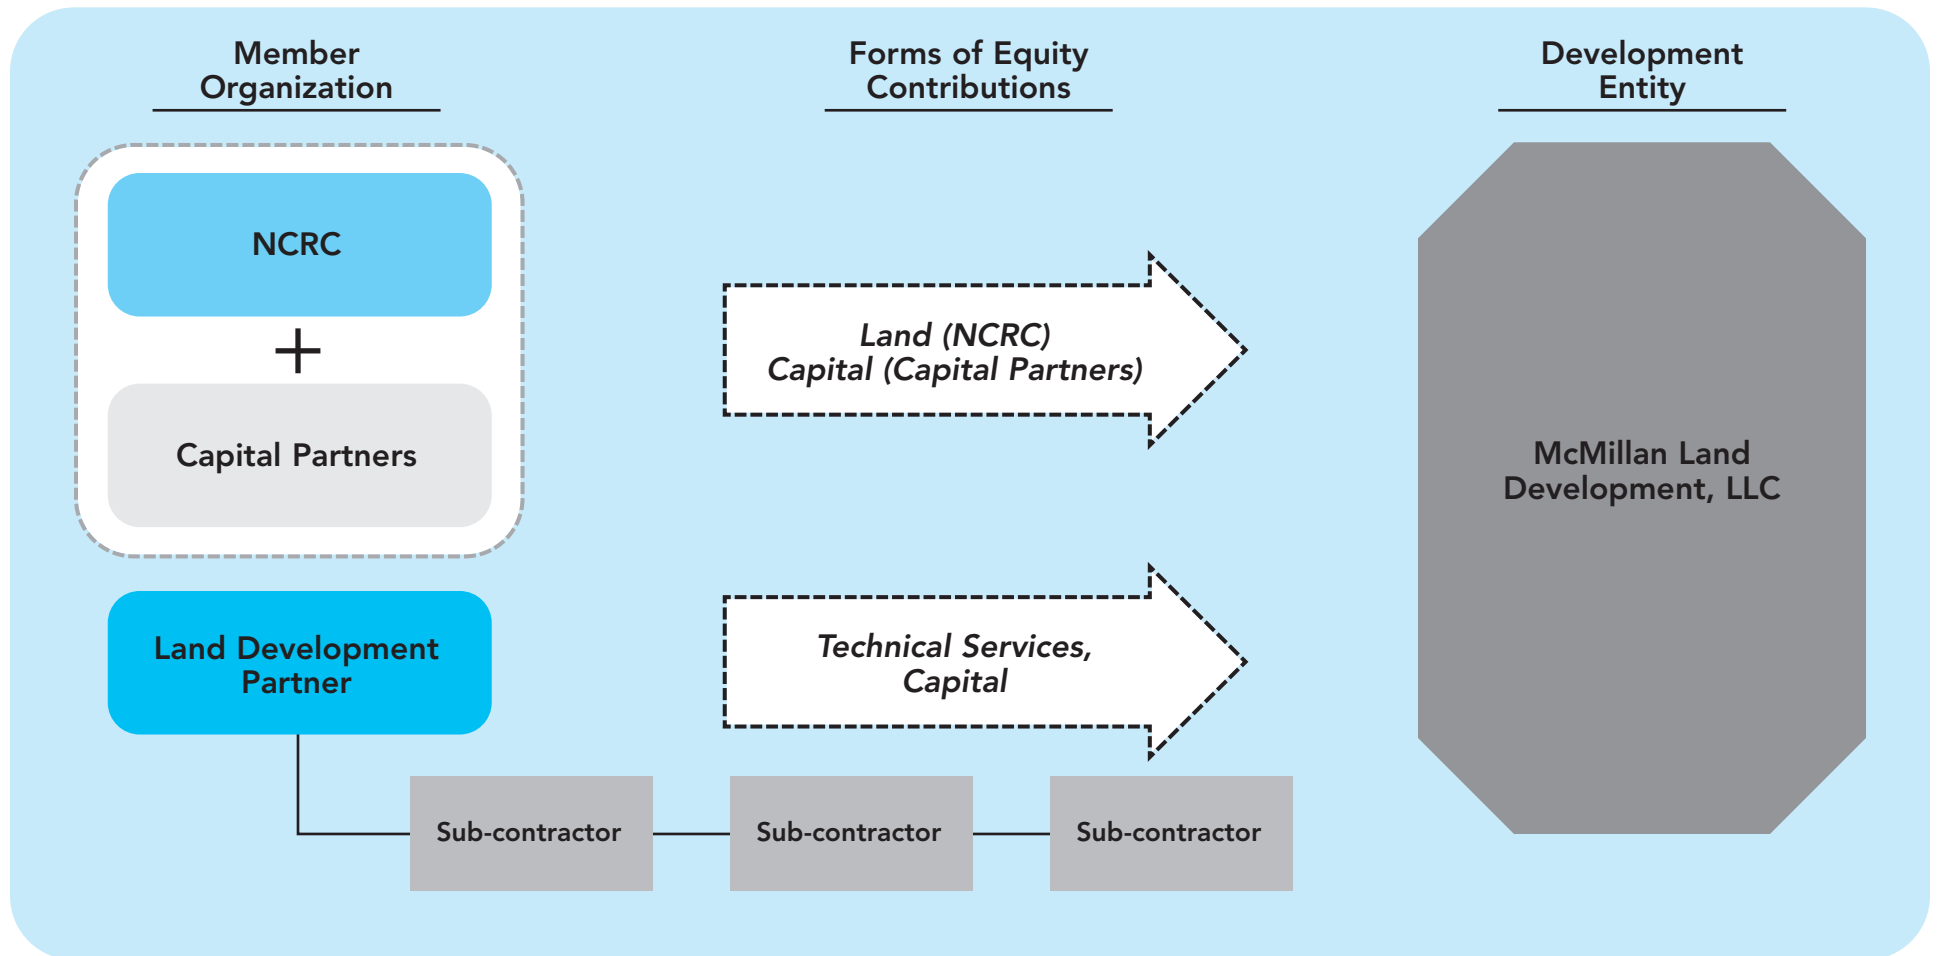 Member
Organization
Forms of Equity
Contributions
Development
Entity
NCRC
+
Capital Partners
Land (NCRC)
Capital (Capital Partners)
McMillan Land
Development, LLC
Land Development
Partner
Technical Services,
Capital
Sub-contractor
Sub-contractor
Sub-contractor